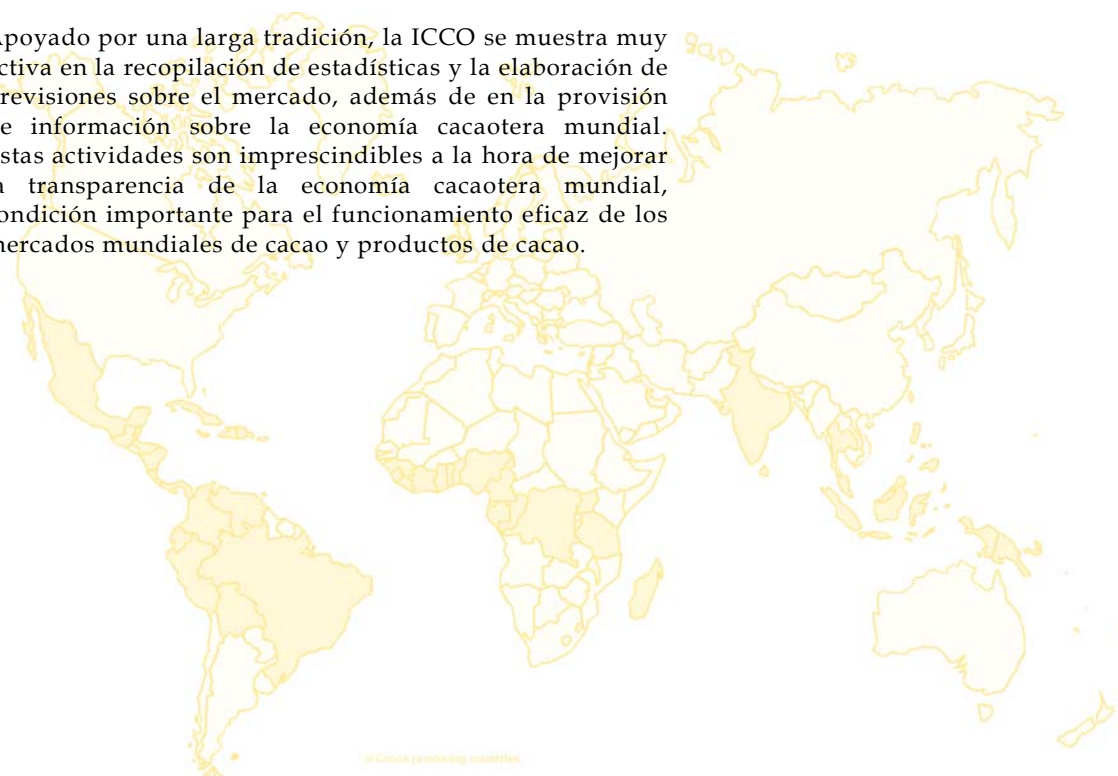 Apoyado por una larga tradición, la ICCO se muestra muy
ctiva en la recopilación de estadísticas y la elaboración de
revisiones sobre el mercado, además de en la provisión
e información sobre la economía cacaotera mundial.
stas actividades son imprescindibles a la hora de mejorar
a transparencia de la economía cacaotera mundial,
ondición importante para el funcionamiento eficaz de los
mercados mundiales de cacao y productos de cacao.
Cocoa producing countries